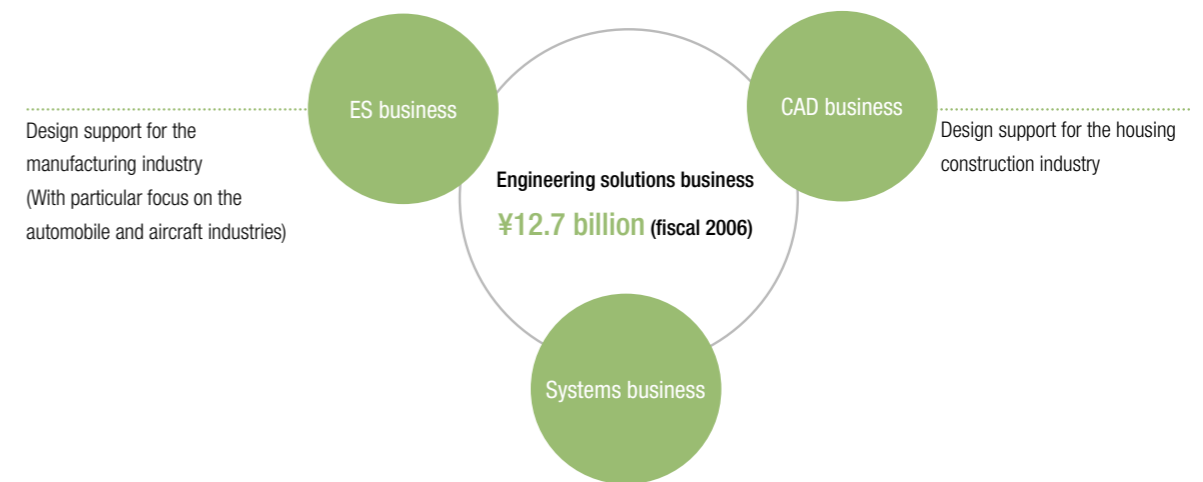 ES business
CAD business
Design support for the
manufacturing industry
(With particular focus on the
automobile and aircraft industries)
Design support for the housing
construction industry
Engineering solutions business
¥12.7 billion (fiscal 2006)
Systems business